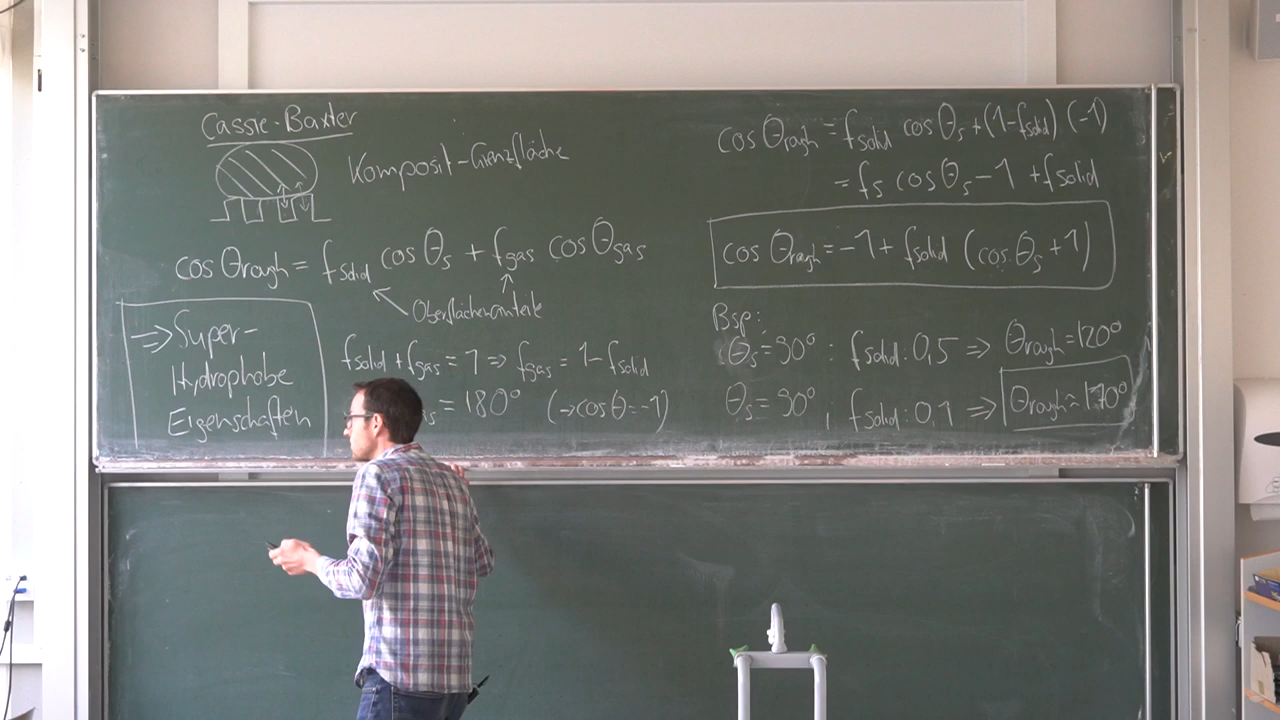 Cassie-Baxter
Komposit-Grenzfläche
cos θrough = fsolid cos θs + fgas cos θgas
Oberflächenanteile
⇒ Super-
Hydrophobe
Eigenschaften
fsolid + fgas = 1 ⇒ fgas = 1-fsolid
s = 180° (→cos θ=-1)
cos θrough = fsolid cos θs + (1-fsolid) (-1)
= fs cos θs - 1 + fsolid
cos θrough = -1 + fsolid (cos θs + 1)
Bsp:
θs = 90° : fsolid: 0,5 ⇒ θrough = 120°
θs = 90° , fsolid: 0,1 ⇒ θrough ≈ 170°